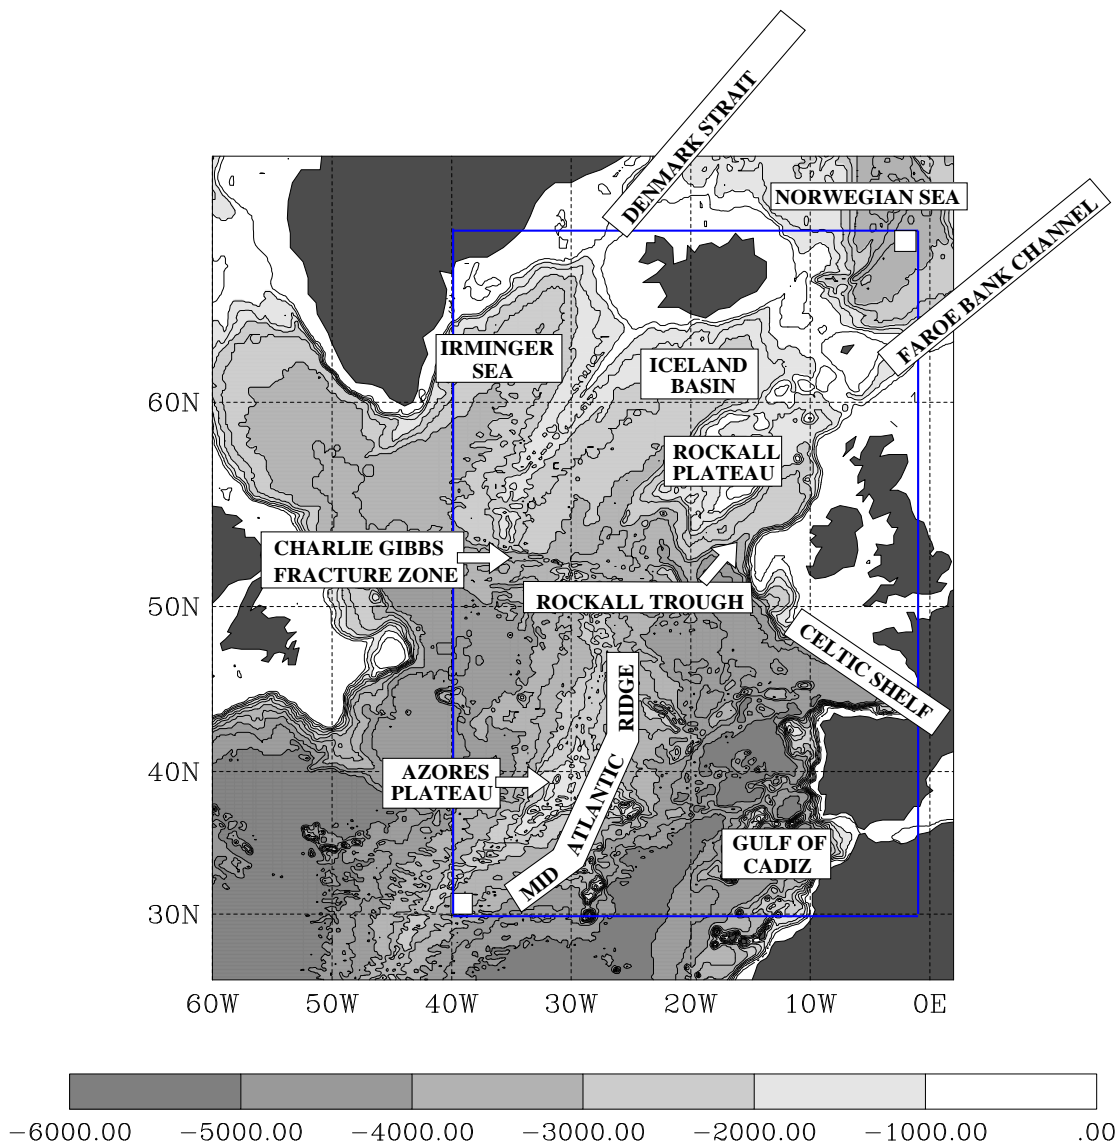 DENMARK STRAIT
NORWEGIAN SEA
FAROE BANK CHANNEL
IRMINGER
SEA
ICELAND
BASIN
60N
ROCKALL
PLATEAU
CHARLIE GIBBS
FRACTURE ZONE
ROCKALL TROUGH
50N
CELTIC SHELF
RIDGE
ATLANTIC
MID
AZORES
PLATEAU
40N
GULF OF
CADIZ
30N
60W 50W 40W 30W 20W 10W 0E
−6000.00 −5000.00 −4000.00 −3000.00 −2000.00 −1000.00 .00